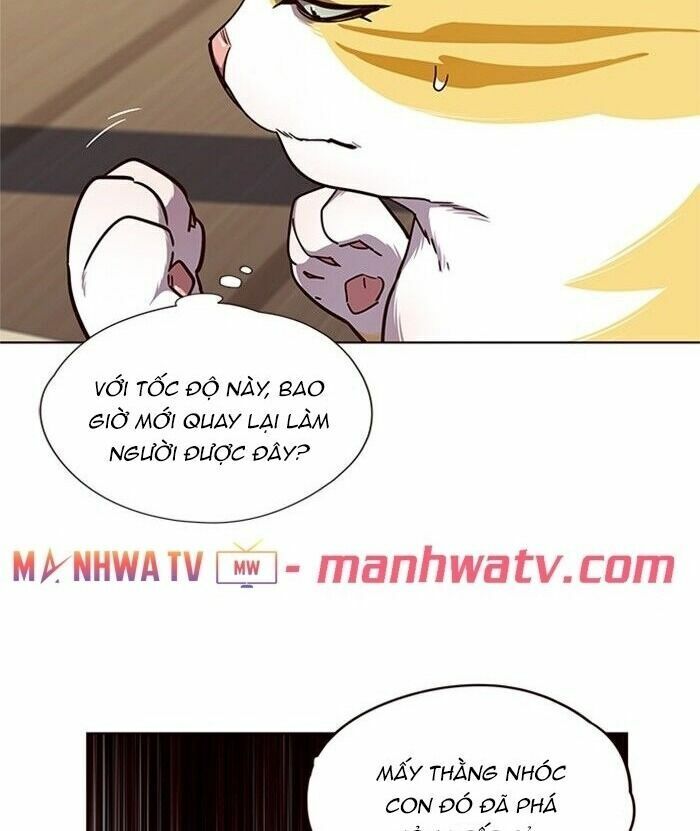 VỚI TỐC ĐỘ NÀY, BAO
GIỜ MỚI QUAY LẠI LÀM
NGƯỜI ĐƯỢC ĐÂY?
MANHWA TV MW - manhwatv.com
MẤY THẰNG NHÓC
CON ĐÓ ĐÃ PHÁ